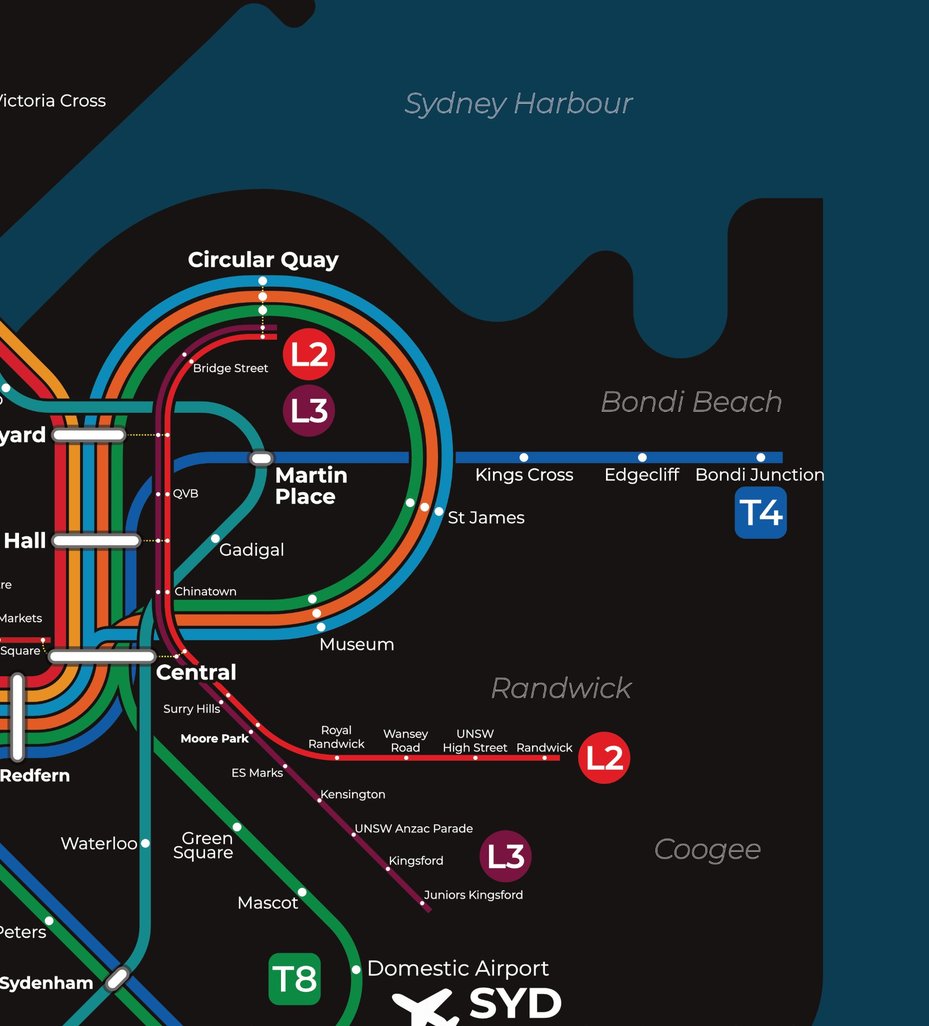 Victoria Cross
Sydney Harbour
Circular Quay
L2
Bridge Street
L3
Bondi Beach
yard
Martin
Place
Kings Cross
Edgecliff
Bondi Junction
T4
QVB
St James
Hall
Gadigal
re
Chinatown
Markets
Square
Museum
Central
Randwick
Surry Hills
Moore Park
Royal
Randwick
Wansey
Road
UNSW
High Street
Randwick
L2
Redfern
ES Marks
Kensington
UNSW Anzac Parade
Waterloo
Green
Square
Kingsford
L3
Coogee
Juniors Kingsford
Mascot
Peters
Sydenham
T8
Domestic Airport
SYD